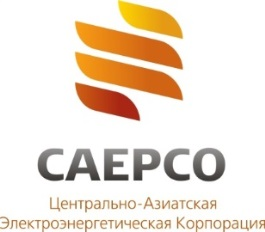 CAEPCO
Центрально-Азиатская
Электроэнергетическая Корпорация